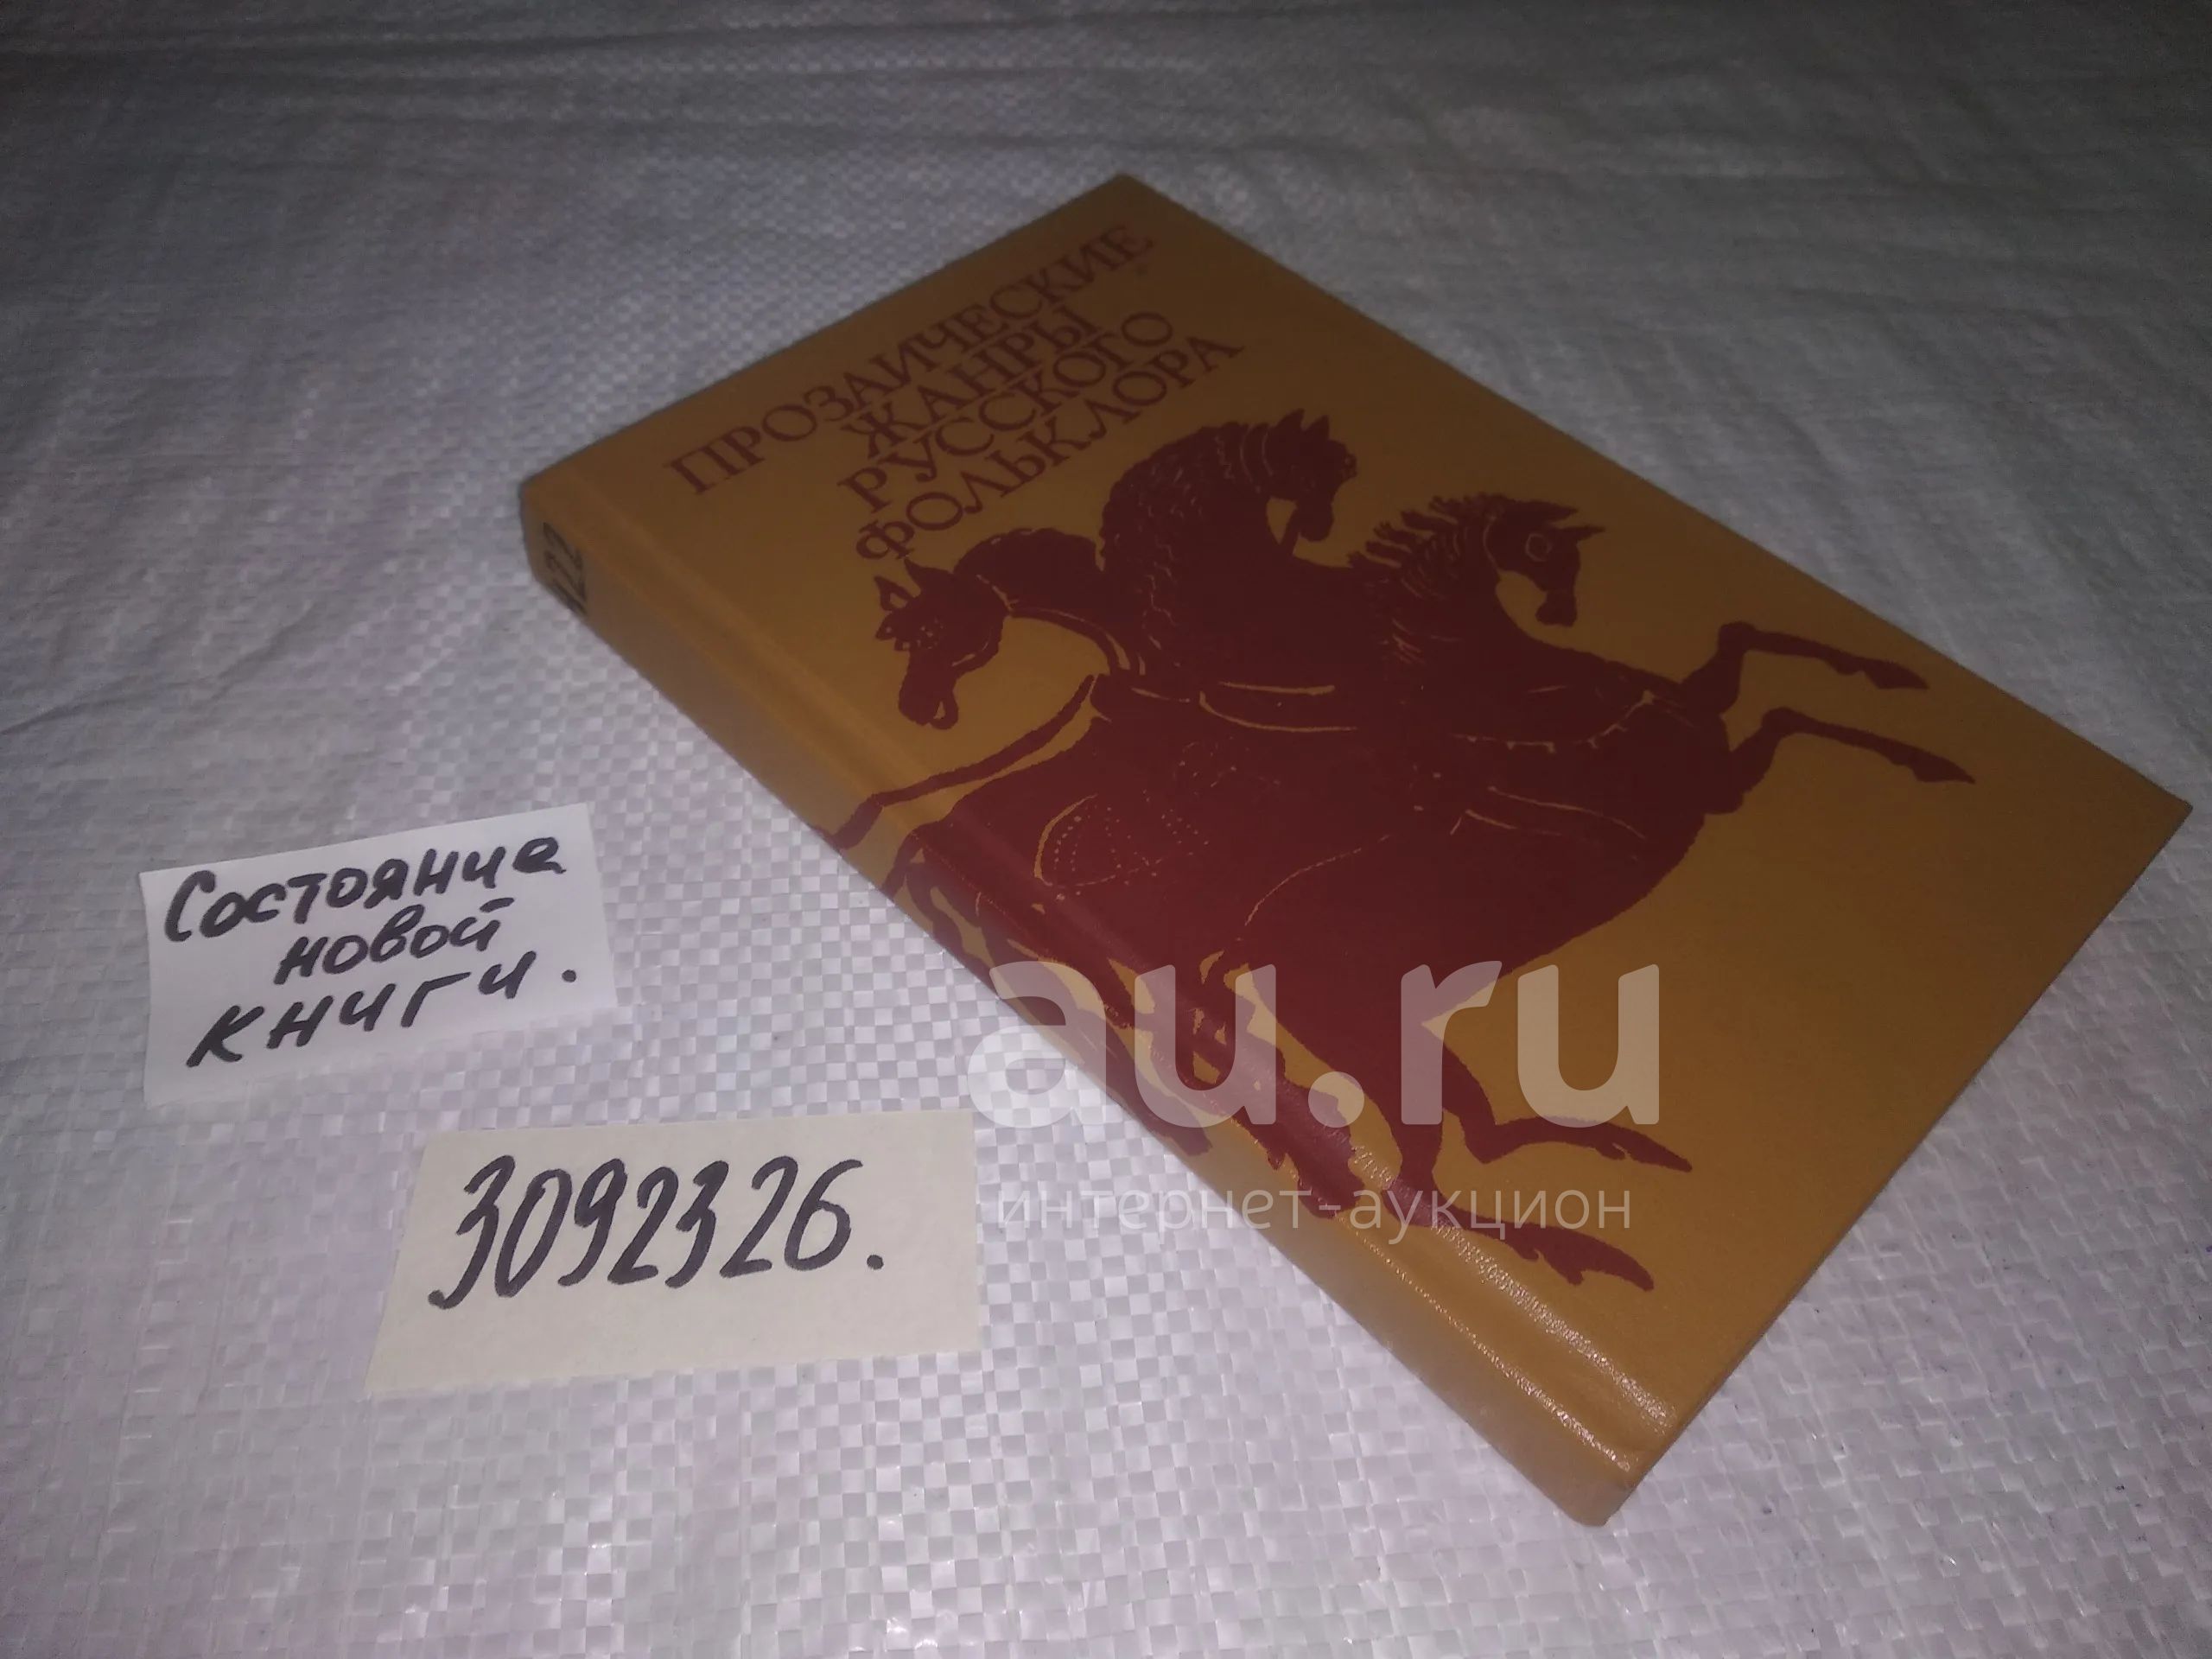 ПРОЗАИЧЕСКИЕ
ЖАНРЫ
РУССКОГО
ФОЛЬКЛОРА
Состояние
новой
книги.
3092326.
au.ru
интернет-аукцион